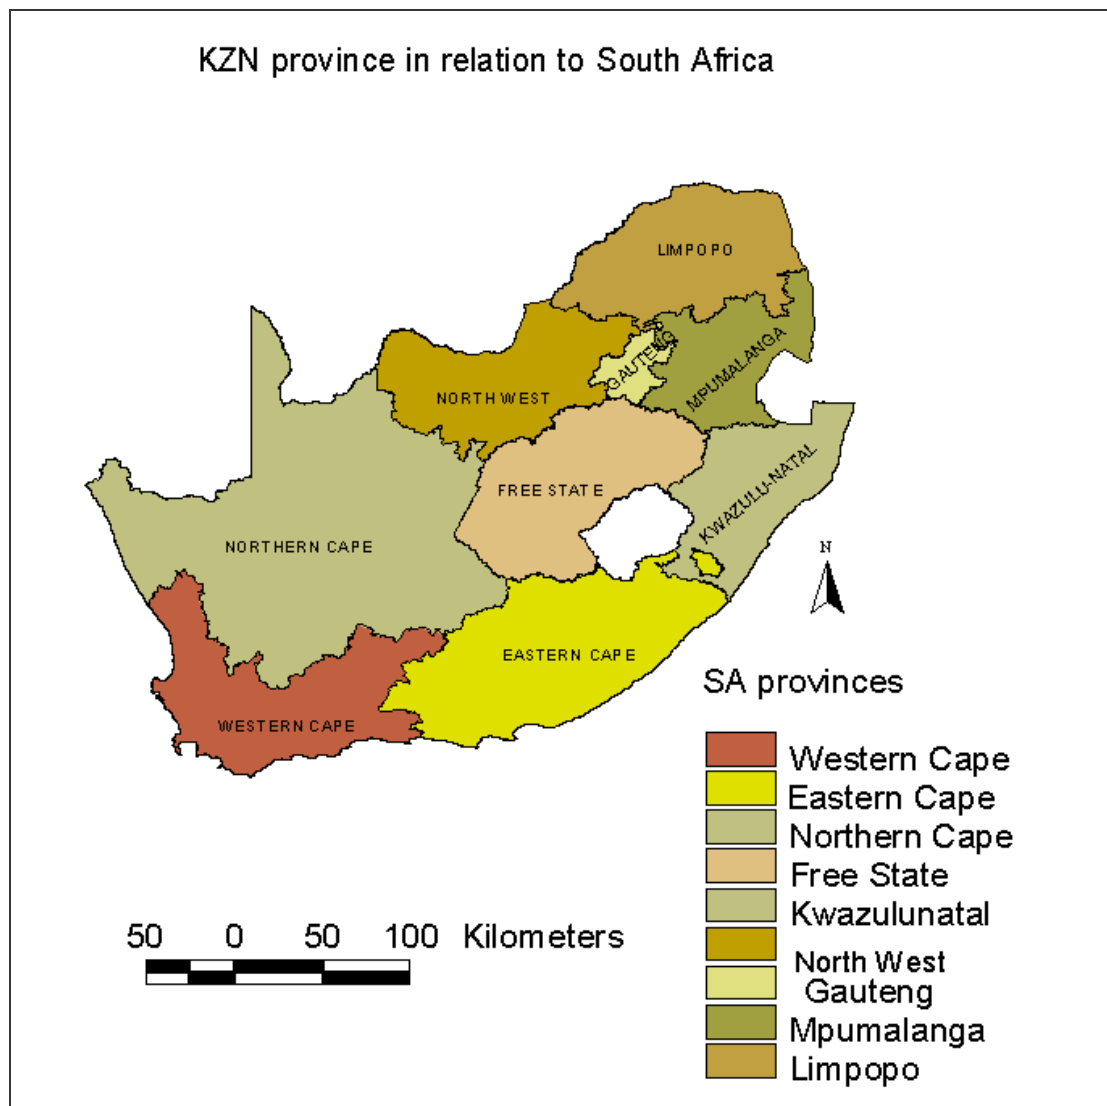 KZN province in relation to South Africa
LIMPOPO
GAUTENG
MPUMALANGA
NORTH WEST
KWAZULU-NATAL
FREE STATE
NORTHERN CAPE
N
EASTERN CAPE
WESTERN CAPE
SA provinces
Western Cape
Eastern Cape
Northern Cape
Free State
Kwazulunatal
North West
Gauteng
Mpumalanga
Limpopo
50 0 50 100 Kilometers